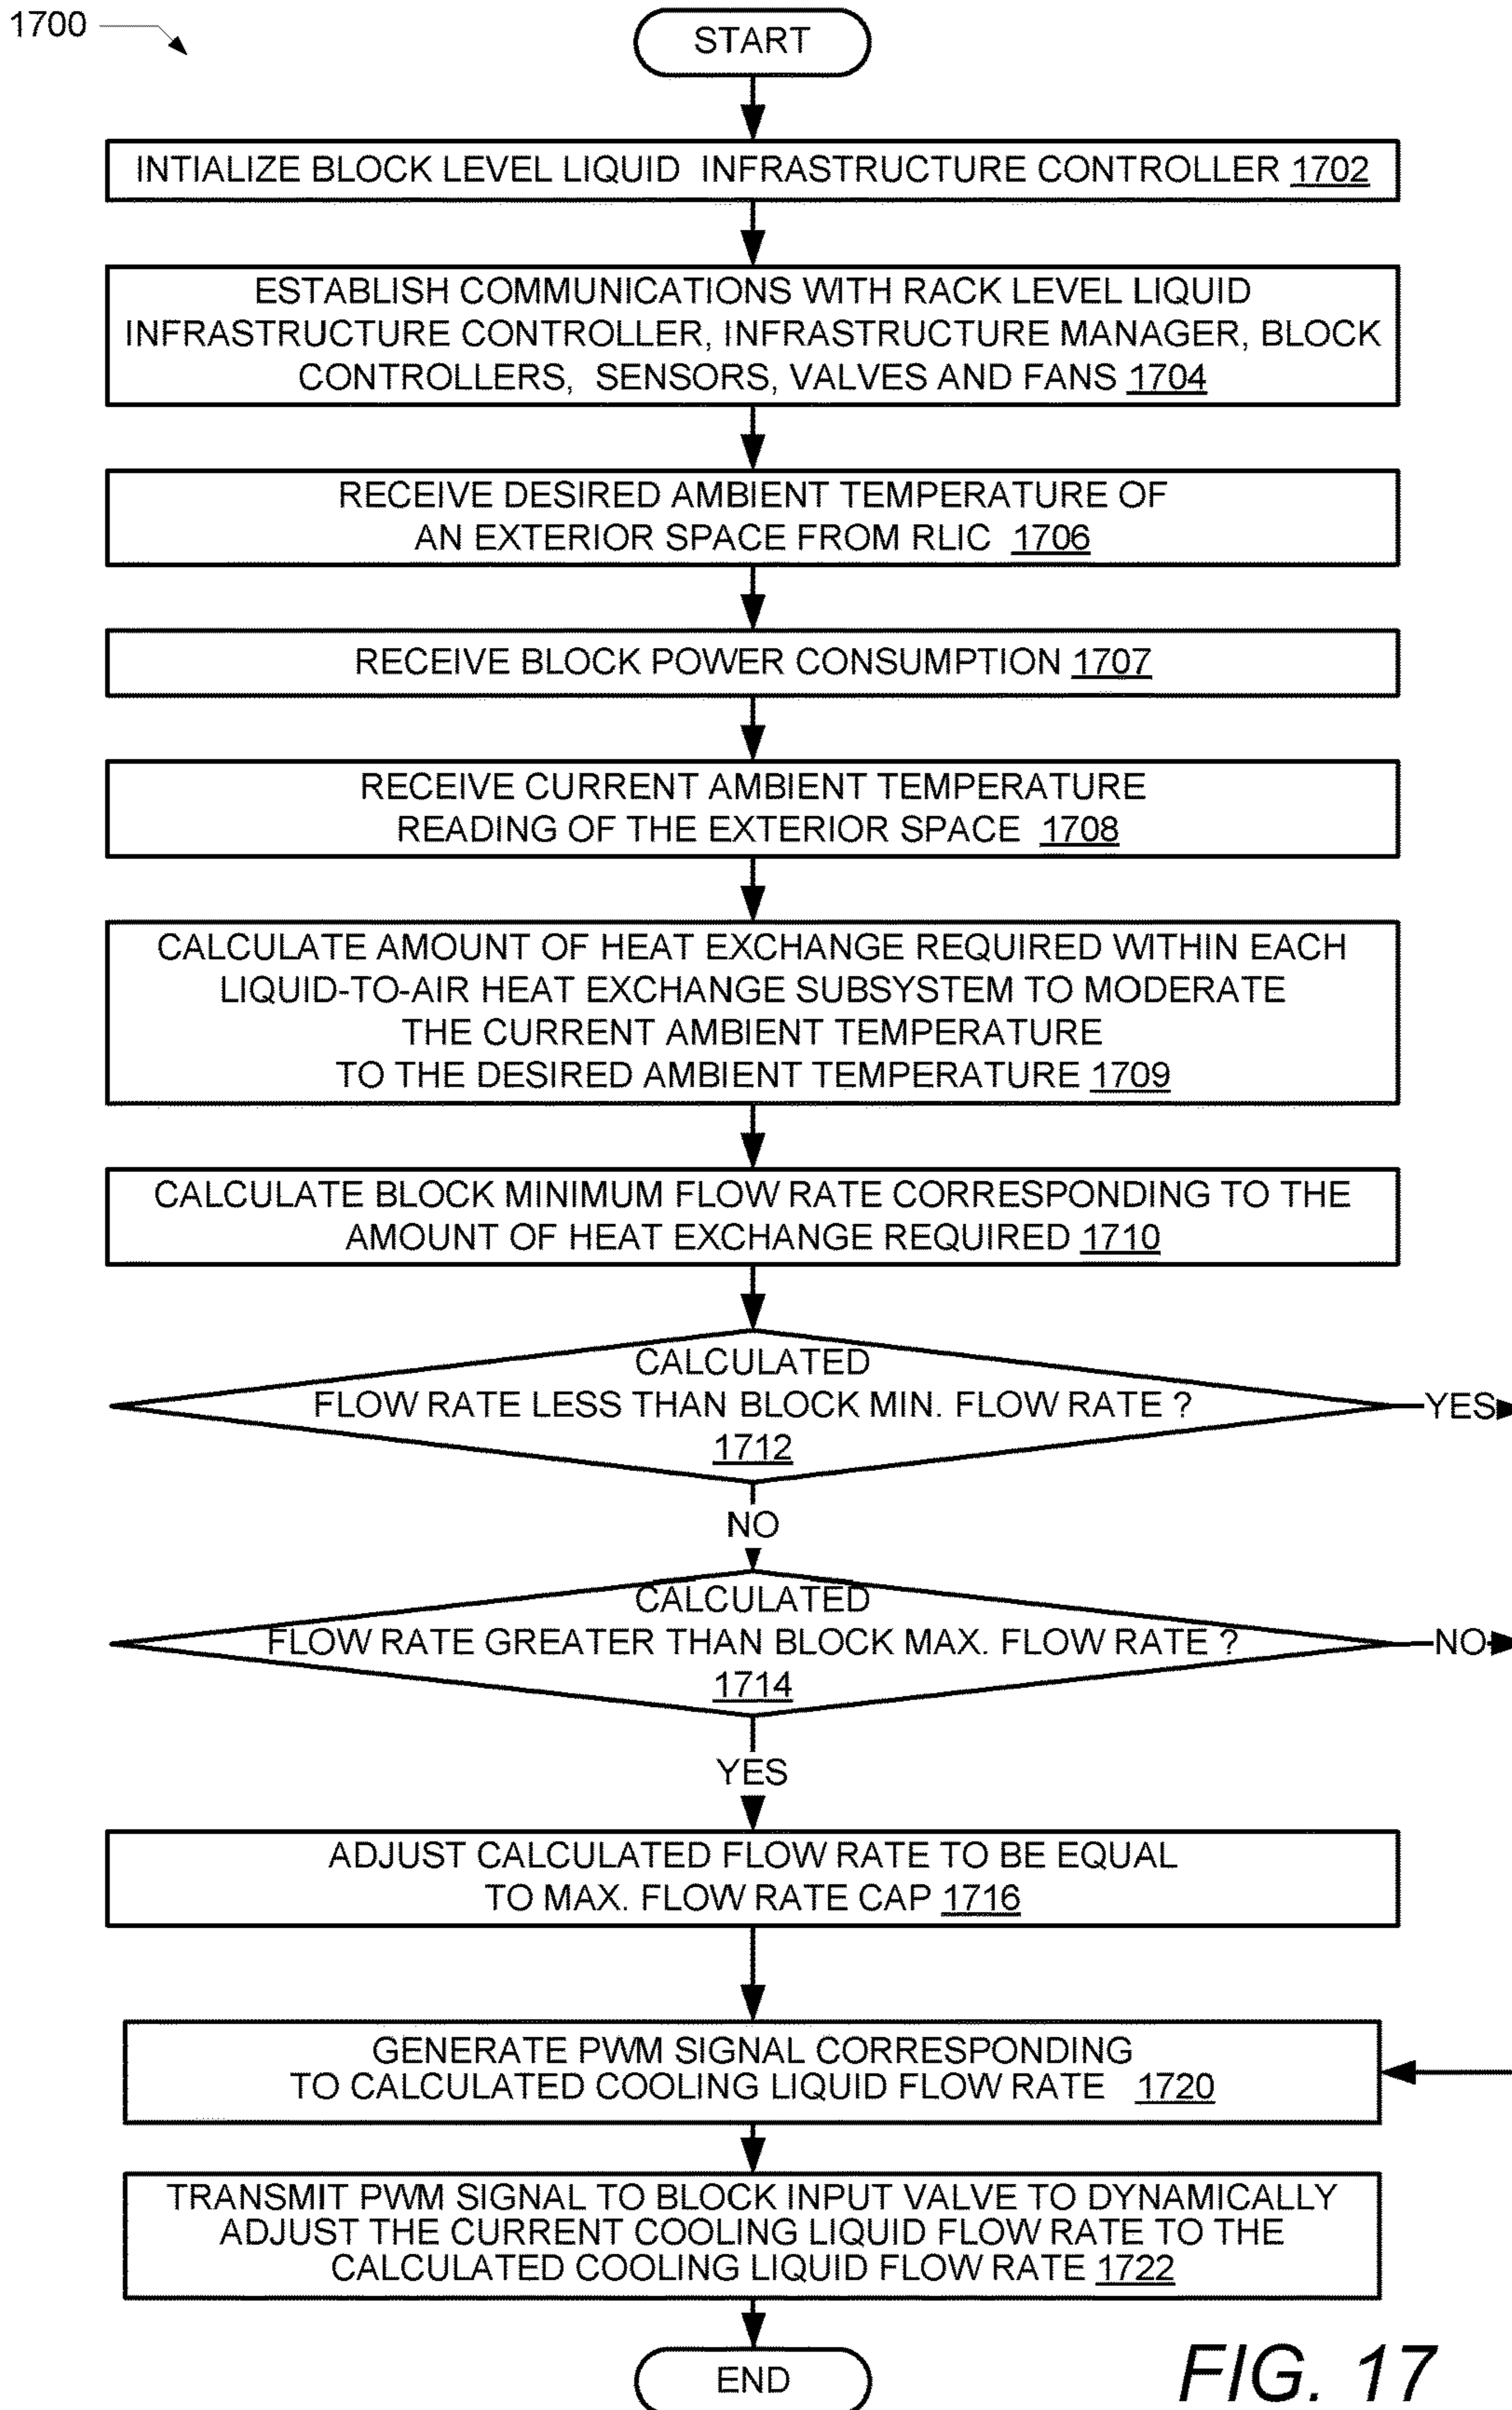 1700
START
INTIALIZE BLOCK LEVEL LIQUID INFRASTRUCTURE CONTROLLER 1702
ESTABLISH COMMUNICATIONS WITH RACK LEVEL LIQUID
INFRASTRUCTURE CONTROLLER, INFRASTRUCTURE MANAGER, BLOCK
CONTROLLERS, SENSORS, VALVES AND FANS 1704
RECEIVE DESIRED AMBIENT TEMPERATURE OF
AN EXTERIOR SPACE FROM RLIC 1706
RECEIVE BLOCK POWER CONSUMPTION 1707
RECEIVE CURRENT AMBIENT TEMPERATURE
READING OF THE EXTERIOR SPACE 1708
CALCULATE AMOUNT OF HEAT EXCHANGE REQUIRED WITHIN EACH
LIQUID-TO-AIR HEAT EXCHANGE SUBSYSTEM TO MODERATE
THE CURRENT AMBIENT TEMPERATURE
TO THE DESIRED AMBIENT TEMPERATURE 1709
CALCULATE BLOCK MINIMUM FLOW RATE CORRESPONDING TO THE
AMOUNT OF HEAT EXCHANGE REQUIRED 1710
CALCULATED
FLOW RATE LESS THAN BLOCK MIN. FLOW RATE ?
1712
YES
NO
CALCULATED
FLOW RATE GREATER THAN BLOCK MAX. FLOW RATE ?
1714
NO
YES
ADJUST CALCULATED FLOW RATE TO BE EQUAL
TO MAX. FLOW RATE CAP 1716
GENERATE PWM SIGNAL CORRESPONDING
TO CALCULATED COOLING LIQUID FLOW RATE 1720
TRANSMIT PWM SIGNAL TO BLOCK INPUT VALVE TO DYNAMICALLY
ADJUST THE CURRENT COOLING LIQUID FLOW RATE TO THE
CALCULATED COOLING LIQUID FLOW RATE 1722
END
FIG. 17